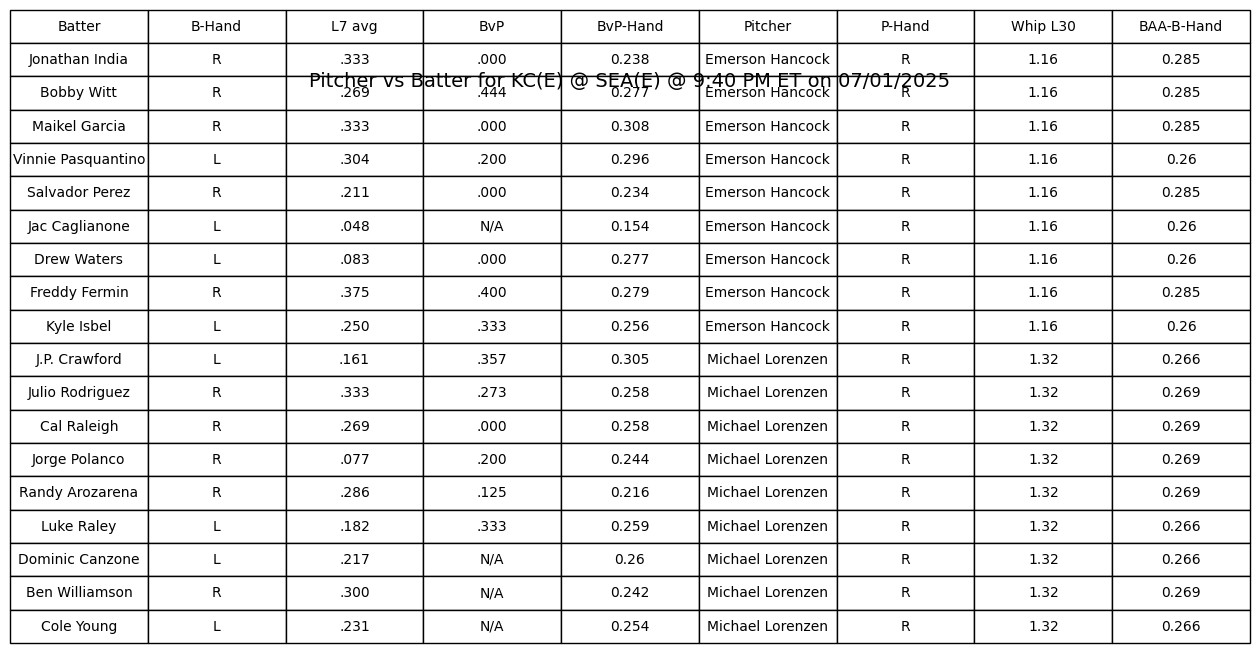 Batter B-Hand L7 avg BvP BvP-Hand Pitcher P-Hand Whip L30 BAA-B-Hand
Jonathan India R .333 .000 0.238 Emerson Hancock R 1.16 0.285
Pitcher vs Batter for KC(E) @ SEA(E) @ 9:40 PM ET on 07/01/2025
Bobby Witt R .269 .444 0.277 Emerson Hancock R 1.16 0.285
Maikel Garcia R .333 .000 0.308 Emerson Hancock R 1.16 0.285
Vinnie Pasquantino L .304 .200 0.296 Emerson Hancock R 1.16 0.26
Salvador Perez R .211 .000 0.234 Emerson Hancock R 1.16 0.285
Jac Caglianone L .048 N/A 0.154 Emerson Hancock R 1.16 0.26
Drew Waters L .083 .000 0.277 Emerson Hancock R 1.16 0.26
Freddy Fermin R .375 .400 0.279 Emerson Hancock R 1.16 0.285
Kyle Isbel L .250 .333 0.256 Emerson Hancock R 1.16 0.26
J.P. Crawford L .161 .357 0.305 Michael Lorenzen R 1.32 0.266
Julio Rodriguez R .333 .273 0.258 Michael Lorenzen R 1.32 0.269
Cal Raleigh R .269 .000 0.258 Michael Lorenzen R 1.32 0.269
Jorge Polanco R .077 .200 0.244 Michael Lorenzen R 1.32 0.269
Randy Arozarena R .286 .125 0.216 Michael Lorenzen R 1.32 0.269
Luke Raley L .182 .333 0.259 Michael Lorenzen R 1.32 0.266
Dominic Canzone L .217 N/A 0.26 Michael Lorenzen R 1.32 0.266
Ben Williamson R .300 N/A 0.242 Michael Lorenzen R 1.32 0.269
Cole Young L .231 N/A 0.254 Michael Lorenzen R 1.32 0.266